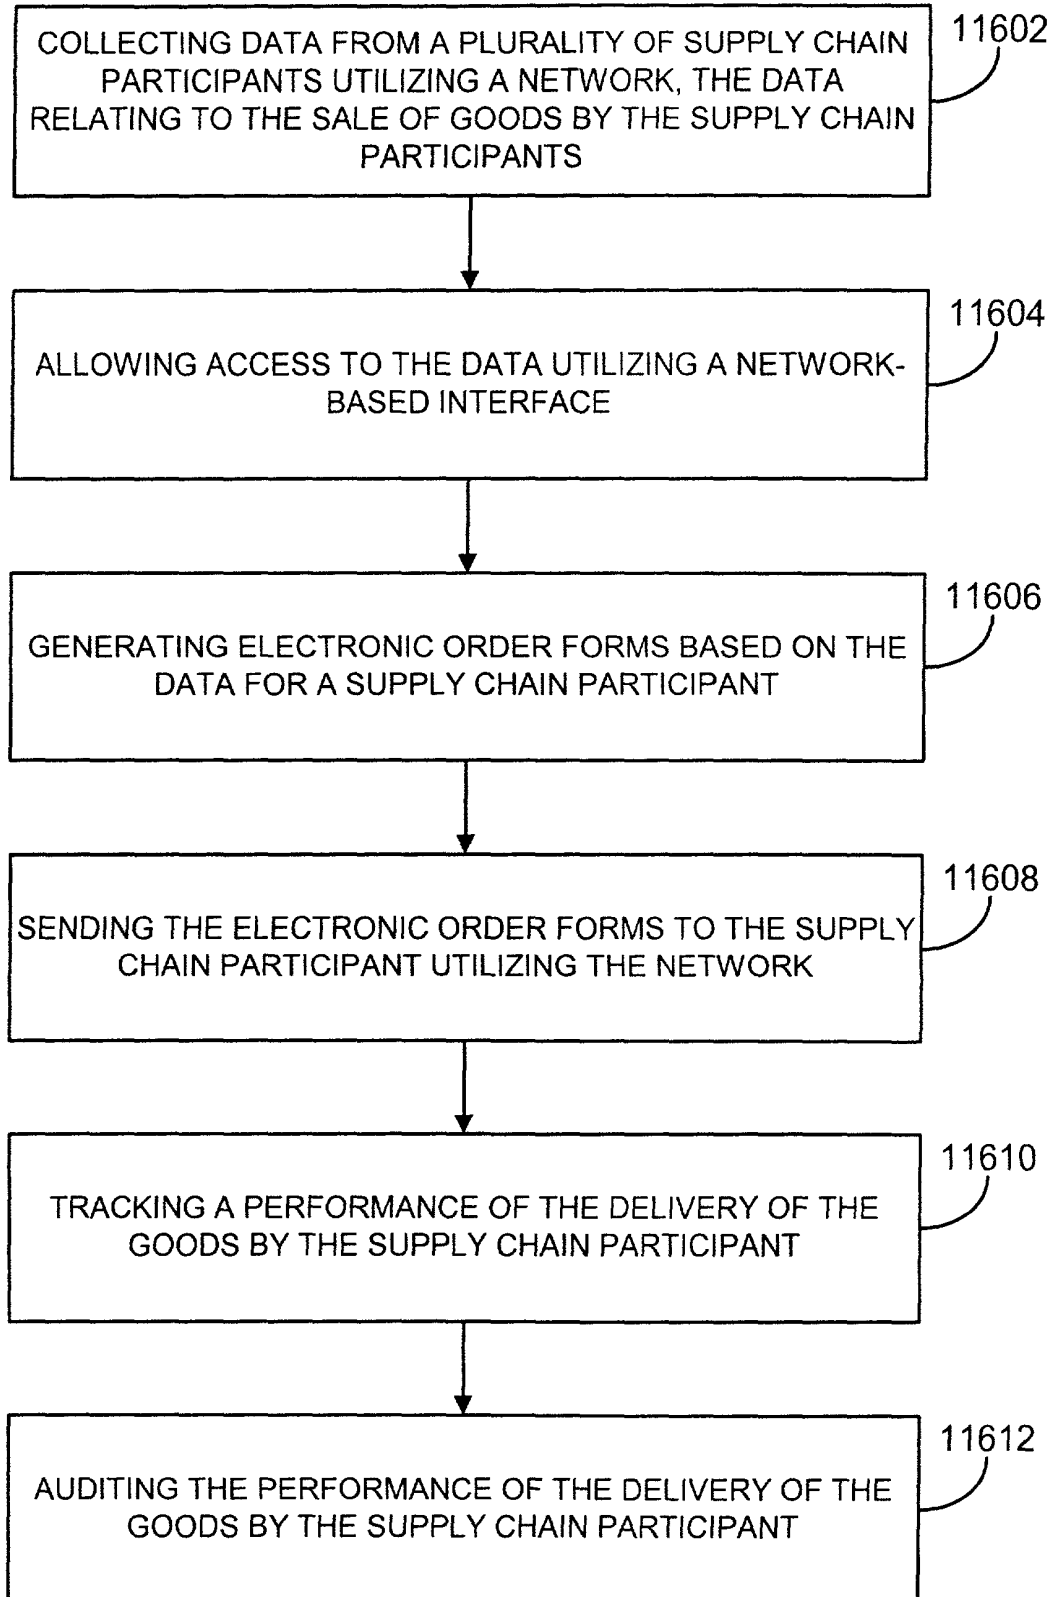 COLLECTING DATA FROM A PLURALITY OF SUPPLY CHAIN
PARTICIPANTS UTILIZING A NETWORK, THE DATA
RELATING TO THE SALE OF GOODS BY THE SUPPLY CHAIN
PARTICIPANTS
11602
ALLOWING ACCESS TO THE DATA UTILIZING A NETWORK-
BASED INTERFACE
11604
GENERATING ELECTRONIC ORDER FORMS BASED ON THE
DATA FOR A SUPPLY CHAIN PARTICIPANT
11606
SENDING THE ELECTRONIC ORDER FORMS TO THE SUPPLY
CHAIN PARTICIPANT UTILIZING THE NETWORK
11608
TRACKING A PERFORMANCE OF THE DELIVERY OF THE
GOODS BY THE SUPPLY CHAIN PARTICIPANT
11610
AUDITING THE PERFORMANCE OF THE DELIVERY OF THE
GOODS BY THE SUPPLY CHAIN PARTICIPANT
11612